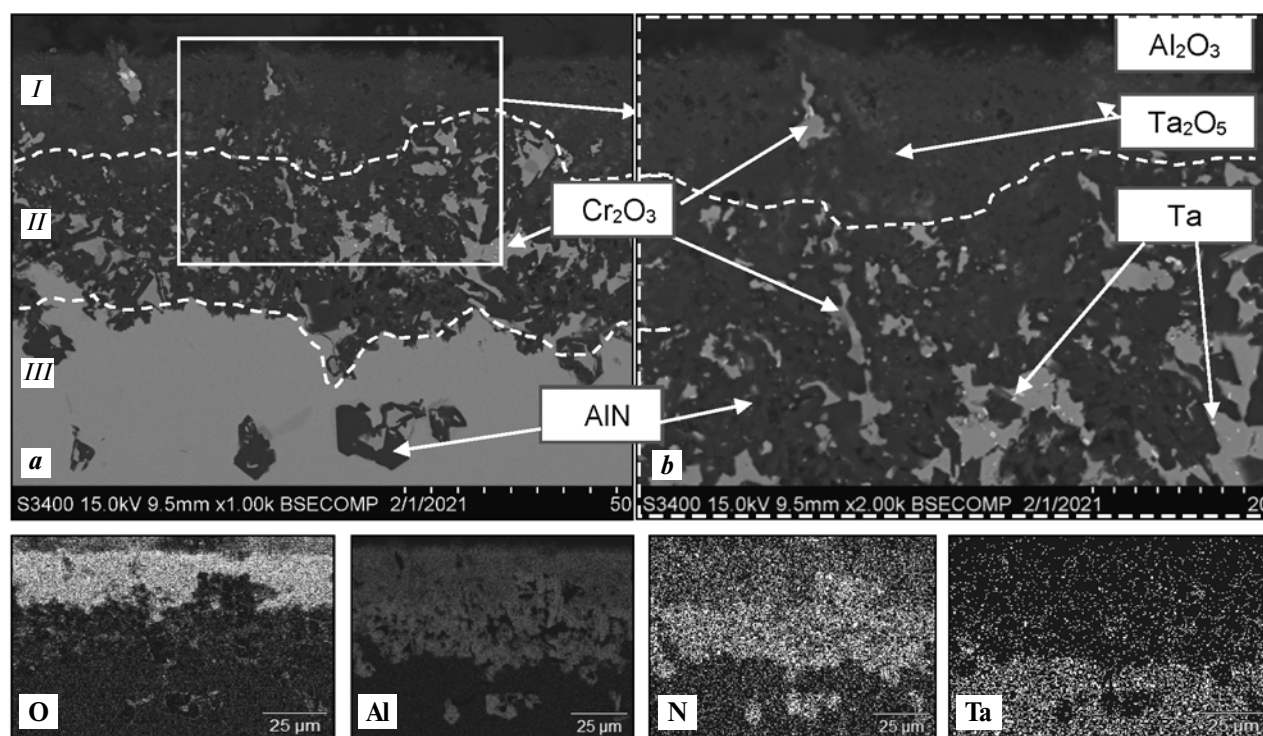 I
II
III
a
Al₂O₃
Ta₂O₅
Cr₂O₃
Ta
AlN
b
S3400 15.0kV 9.5mm x1.00k BSECOMP 2/1/2021 50
S3400 15.0kV 9.5mm x2.00k BSECOMP 2/1/2021 20
O 25 µm
Al 25 µm
N 25 µm
Ta 25 µm